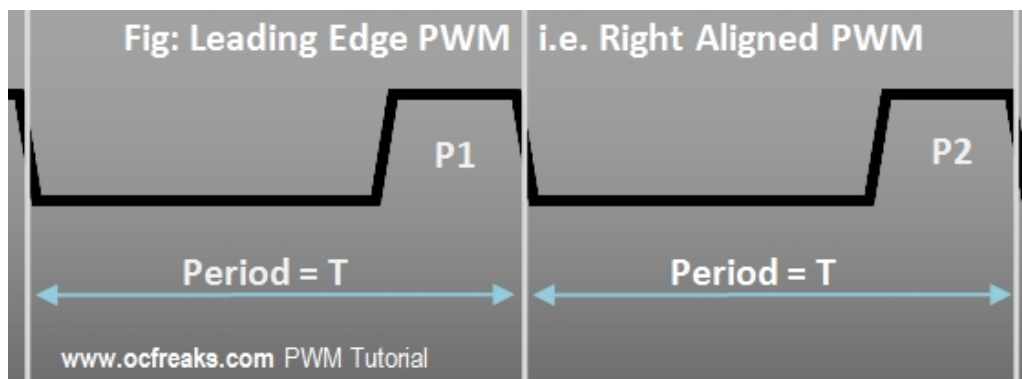 Fig: Leading Edge PWM i.e. Right Aligned PWM
P1
P2
Period = T
Period = T
www.ocfreaks.com PWM Tutorial